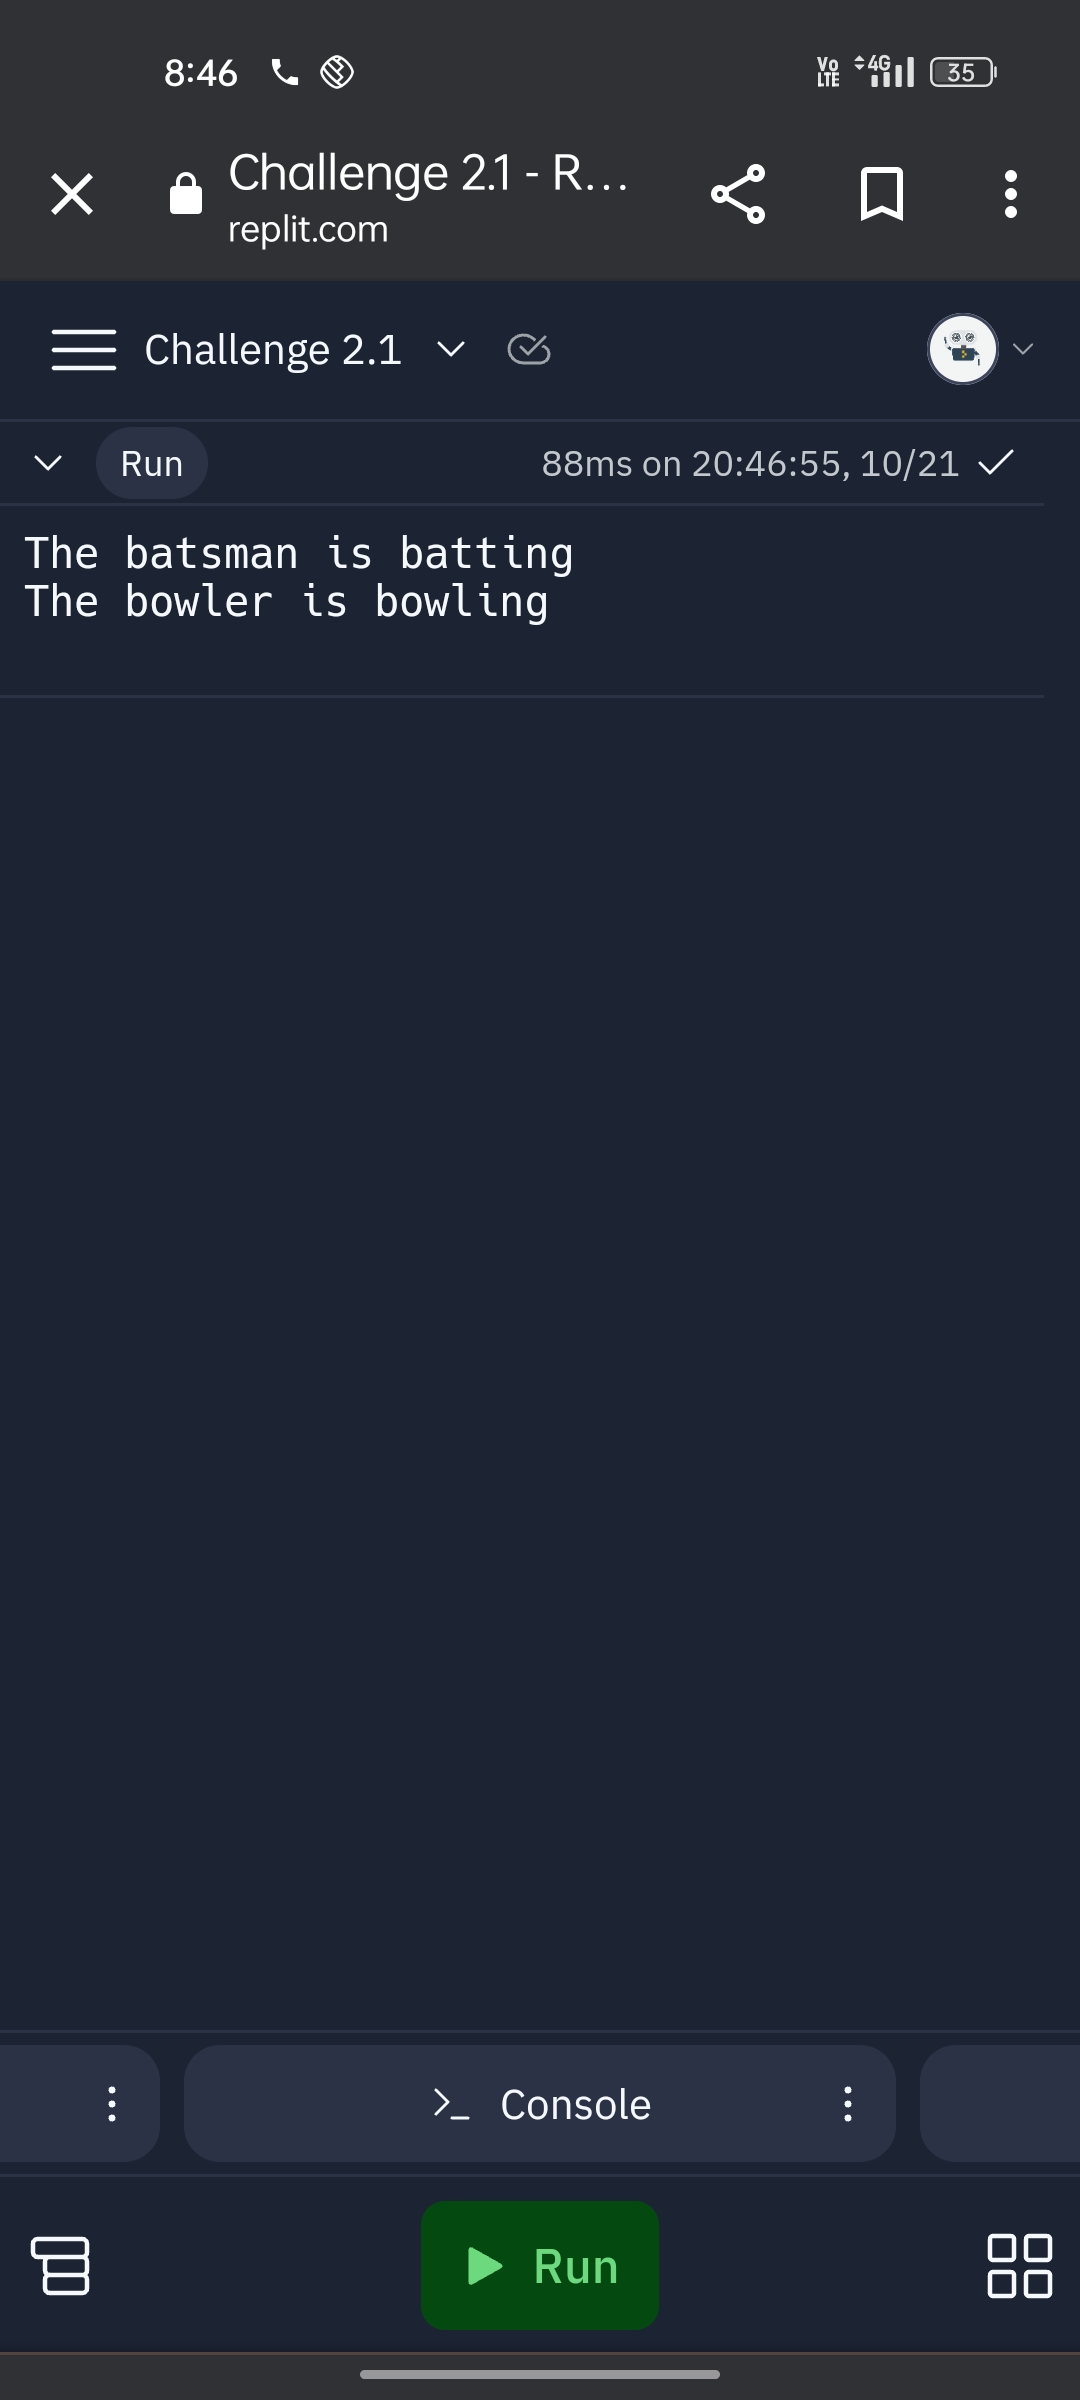 8:46 Vo LTE 4G 35
Challenge 2.1 - R...
replit.com
Challenge 2.1
Run 88ms on 20:46:55, 10/21
The batsman is batting
The bowler is bowling
Console
Run